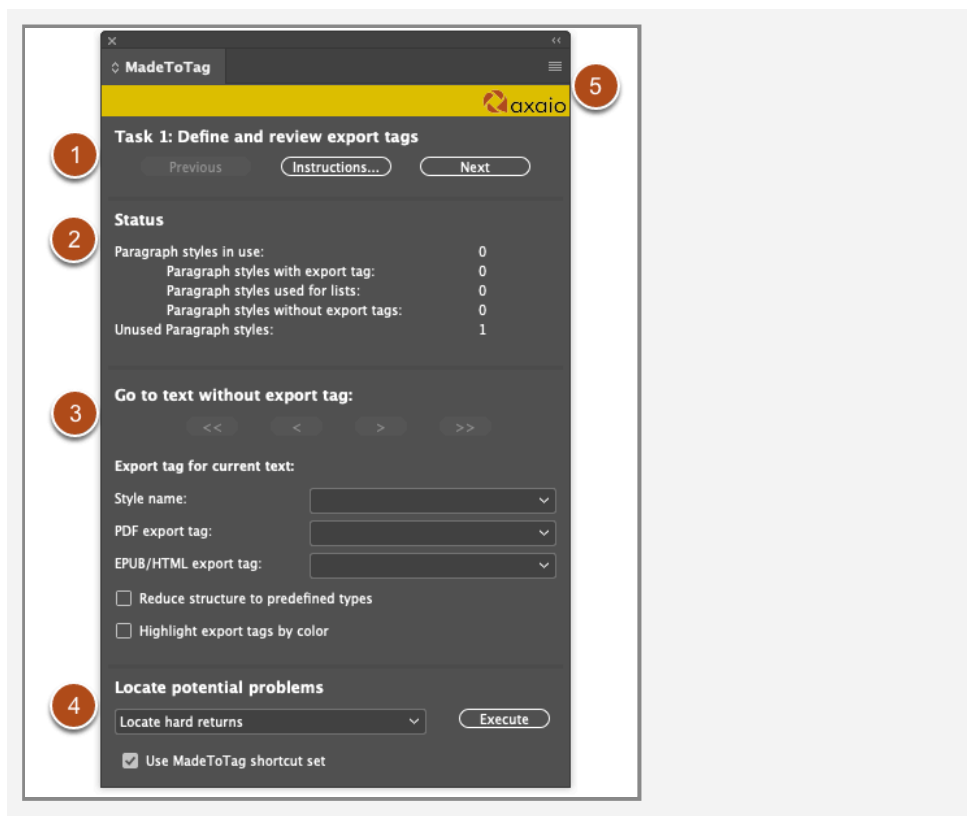 MadeToTag
5
axaio
1
Task 1: Define and review export tags
Previous
Instructions...
Next
2
Status
Paragraph styles in use: 0
Paragraph styles with export tag: 0
Paragraph styles used for lists: 0
Paragraph styles without export tags: 0
Unused Paragraph styles: 1
3
Go to text without export tag:
<< < > >>
Export tag for current text:
Style name:
PDF export tag:
EPUB/HTML export tag:
Reduce structure to predefined types
Highlight export tags by color
4
Locate potential problems
Locate hard returns
Execute
Use MadeToTag shortcut set